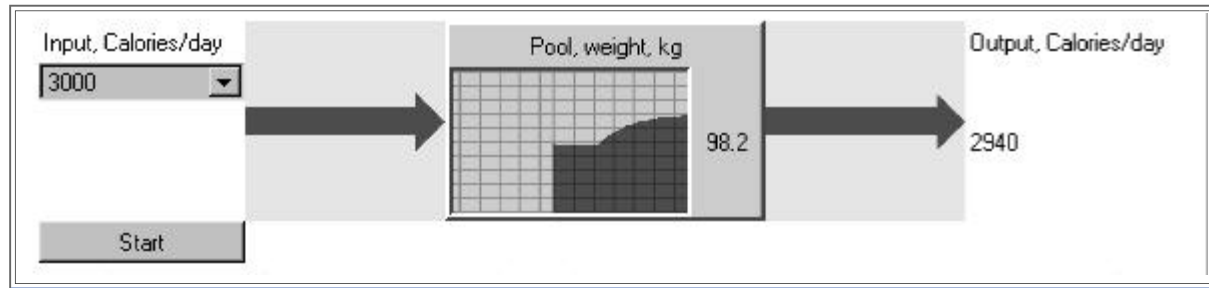 Input, Calories/day
3000
Start
Pool, weight, kg
98.2
Output, Calories/day
2940